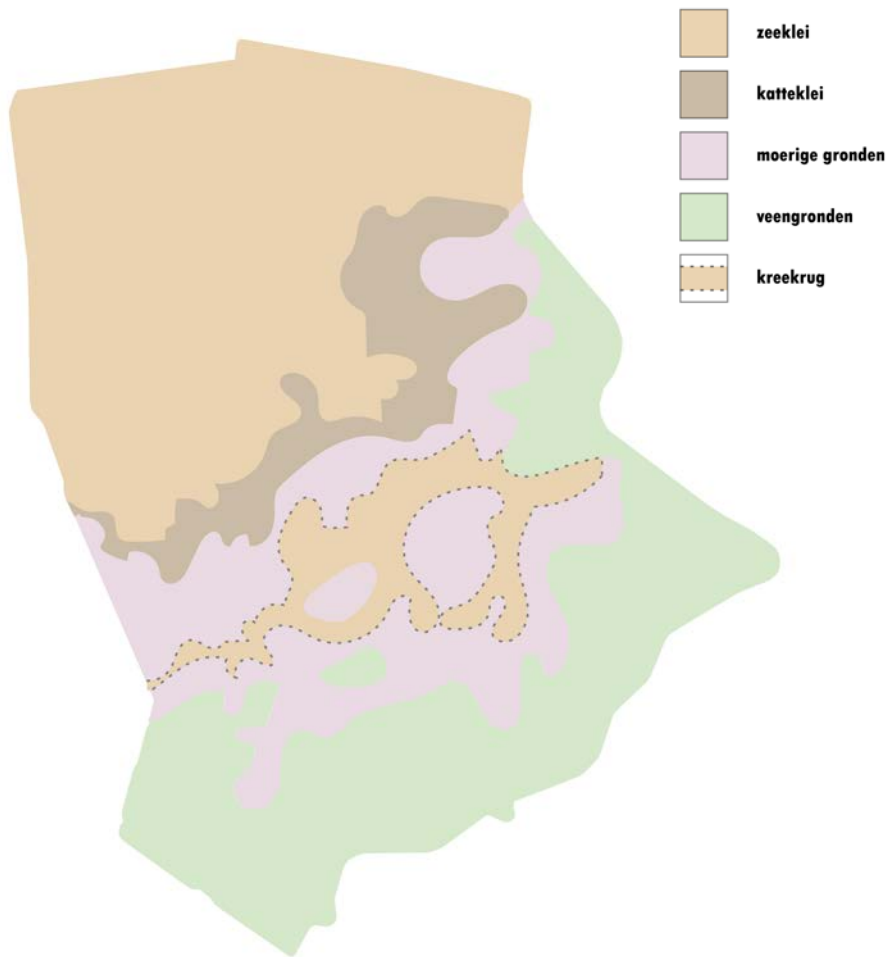 zeeklei
katteklei
moerige gronden
veengronden
kreekrug